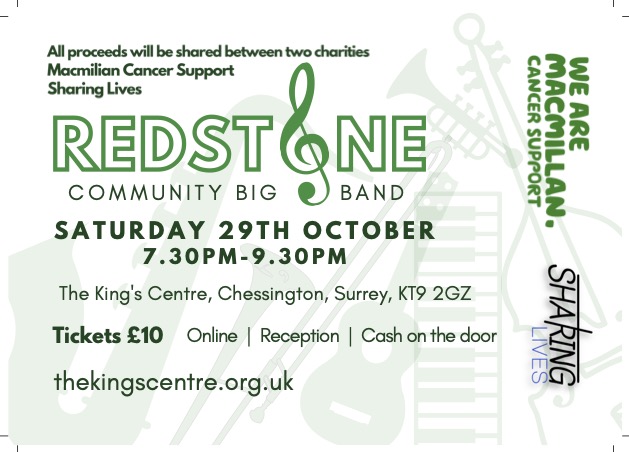 All proceeds will be shared between two charities
Macmilian Cancer Support
Sharing Lives
REDSTONE
COMMUNITY BIG BAND
SATURDAY 29TH OCTOBER
7.30PM-9.30PM
The King's Centre, Chessington, Surrey, KT9 2GZ
Tickets £10 Online | Reception | Cash on the door
thekingscentre.org.uk
WE ARE
MACMILLAN.
CANCER SUPPORT
SHARING
LIVES